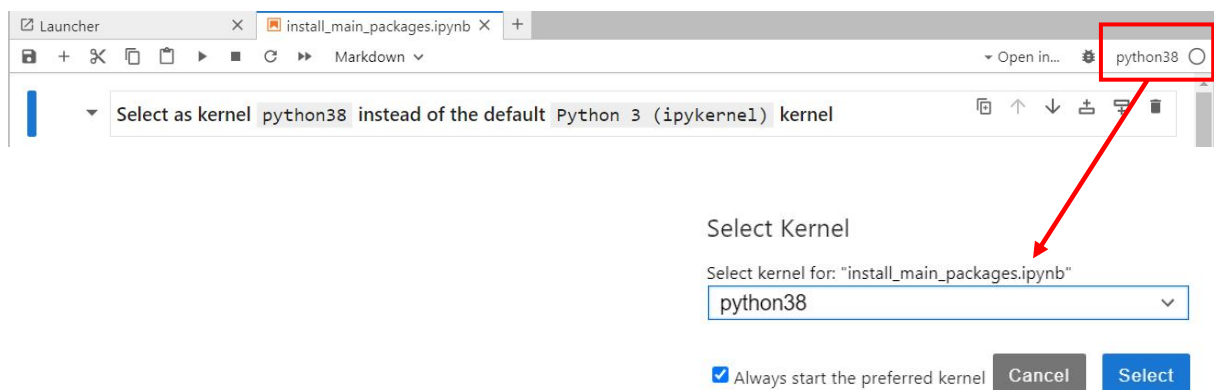 Launcher
install_main_packages.ipynb
Markdown
Open in...
python38
Select as kernel python38 instead of the default Python 3 (ipykernel) kernel
Select Kernel
Select kernel for: "install_main_packages.ipynb"
python38
Always start the preferred kernel
Cancel
Select